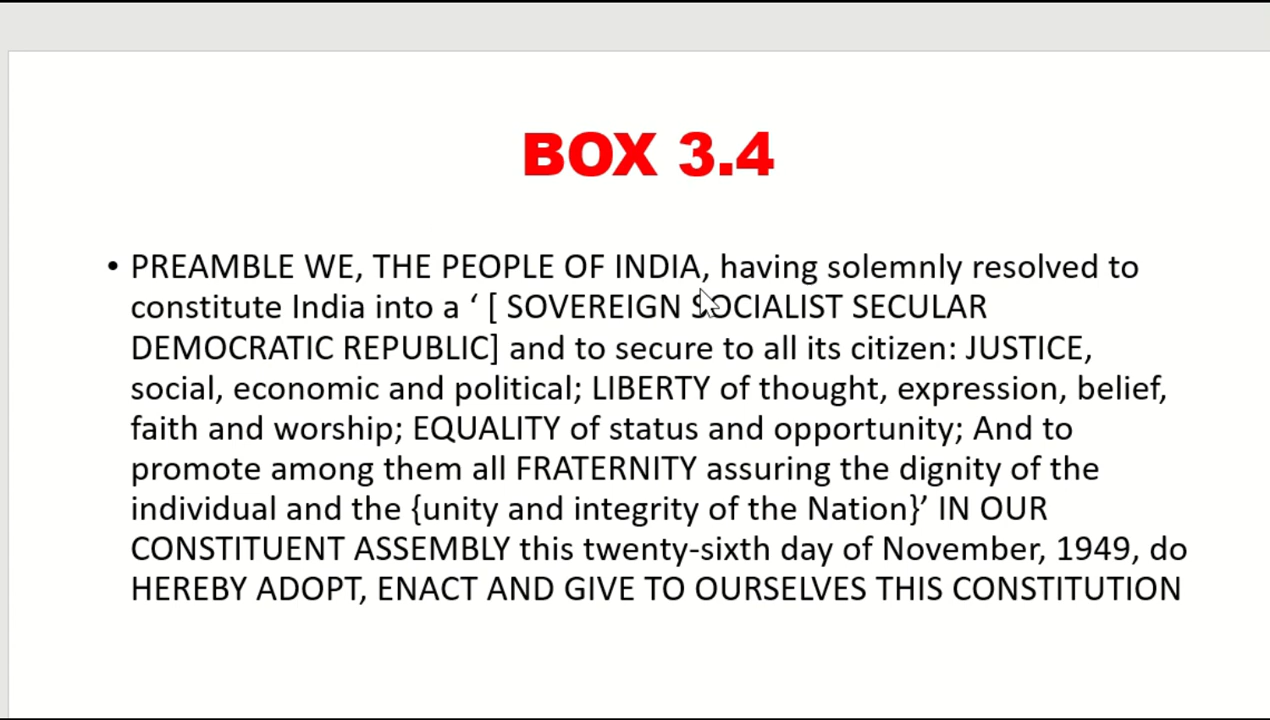 BOX 3.4
• PREAMBLE WE, THE PEOPLE OF INDIA, having solemnly resolved to
constitute India into a ‘ [ SOVEREIGN SOCIALIST SECULAR
DEMOCRATIC REPUBLIC] and to secure to all its citizen: JUSTICE,
social, economic and political; LIBERTY of thought, expression, belief,
faith and worship; EQUALITY of status and opportunity; And to
promote among them all FRATERNITY assuring the dignity of the
individual and the {unity and integrity of the Nation}’ IN OUR
CONSTITUENT ASSEMBLY this twenty-sixth day of November, 1949, do
HEREBY ADOPT, ENACT AND GIVE TO OURSELVES THIS CONSTITUTION